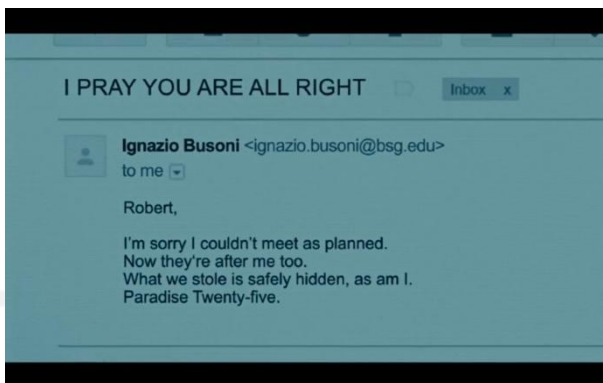 I PRAY YOU ARE ALL RIGHT
Inbox x
Ignazio Busoni <ignazio.busoni@bsg.edu>
to me
Robert,
I'm sorry I couldn't meet as planned.
Now they're after me too.
What we stole is safely hidden, as am I.
Paradise Twenty-five.